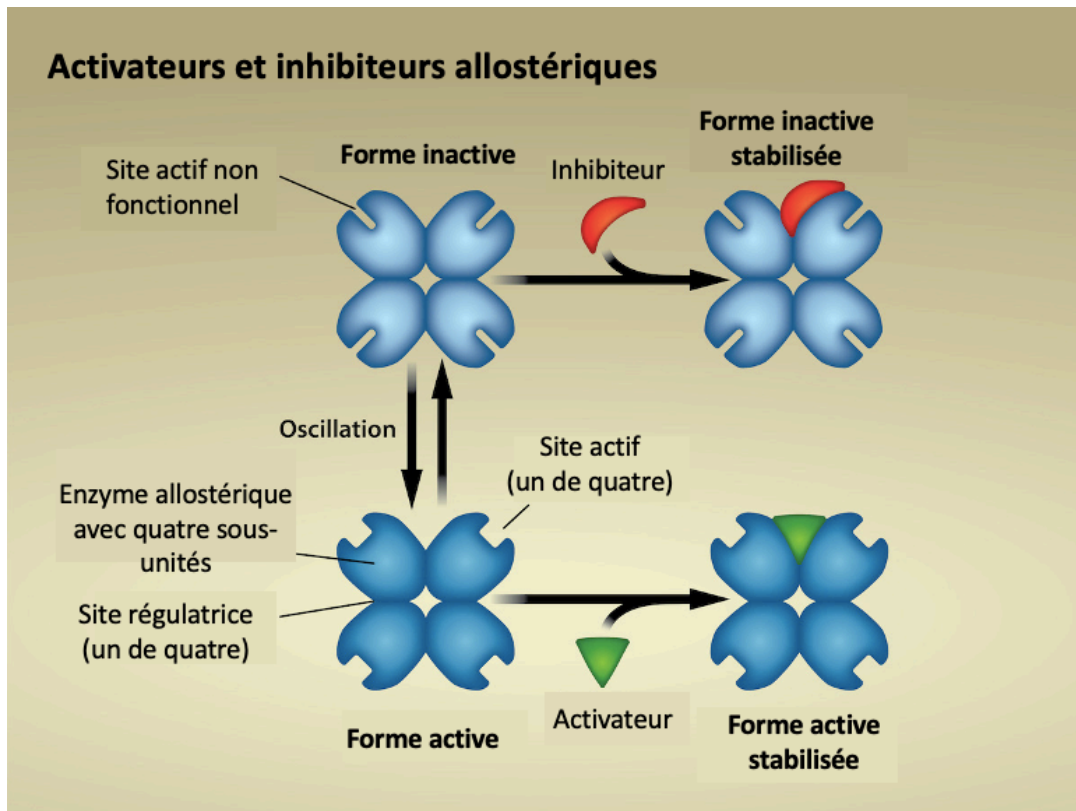 Activateurs et inhibiteurs allostériques
Site actif non
fonctionnel
Forme inactive
Inhibiteur
Forme inactive
stabilisée
Oscillation
Site actif
(un de quatre)
Enzyme allostérique
avec quatre sous-
unités
Site régulatrice
(un de quatre)
Forme active
Activateur
Forme active
stabilisée